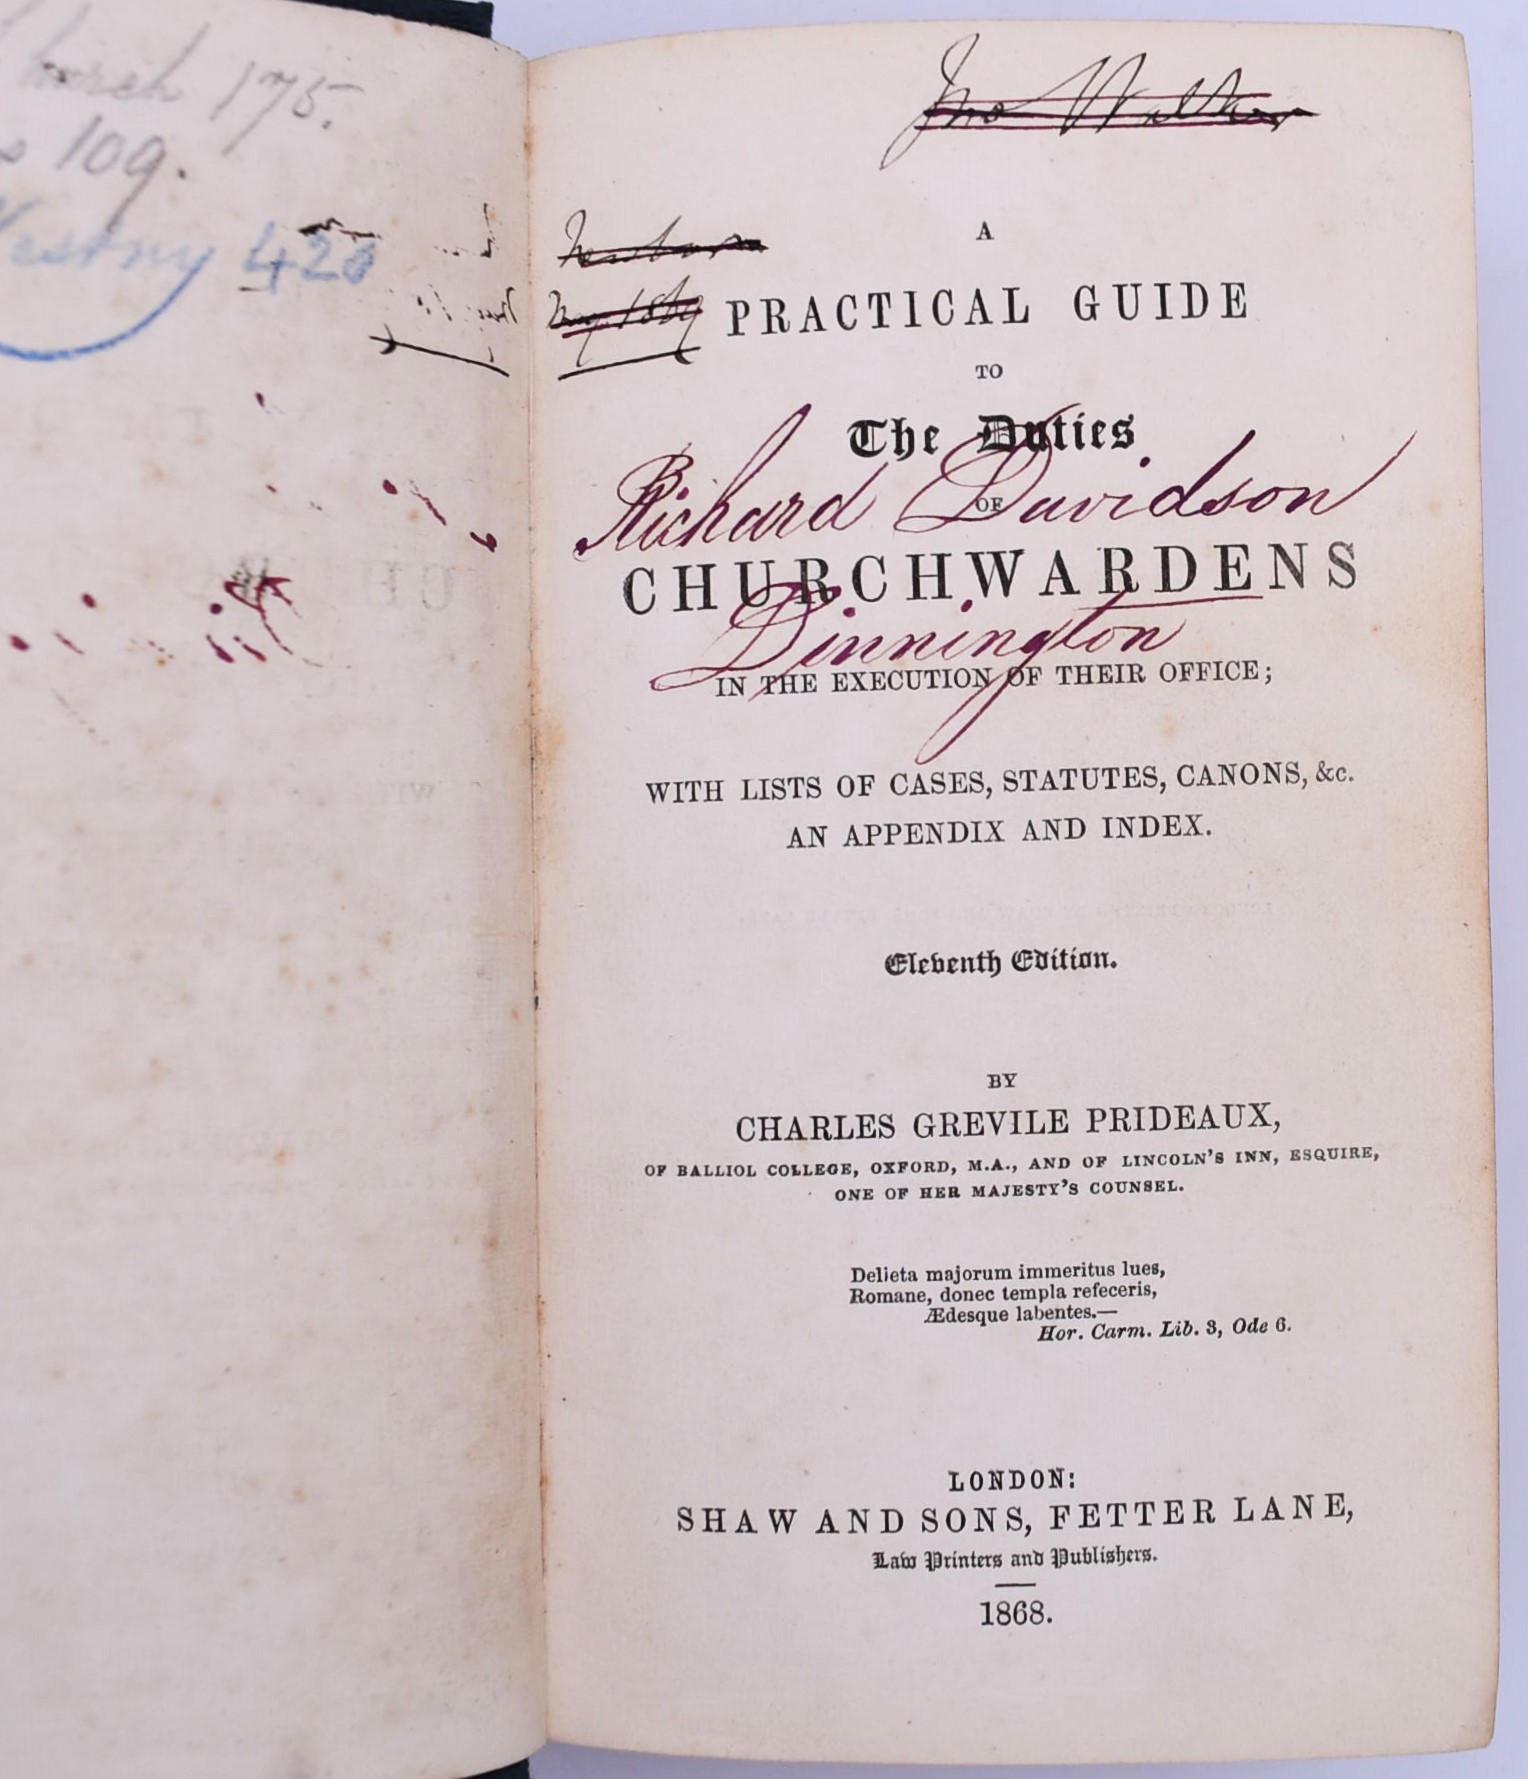 175.
109.
Vestry 420
Jno Walker
A
May 1869
PRACTICAL GUIDE
TO
The Duties
Richard Davidson
OF
CHURCHWARDENS
Dinnington
IN THE EXECUTION OF THEIR OFFICE;
WITH LISTS OF CASES, STATUTES, CANONS, &c.
AN APPENDIX AND INDEX.
Eleventh Edition.
BY
CHARLES GREVILE PRIDEAUX,
OF BALLIOL COLLEGE, OXFORD, M.A., AND OF LINCOLN'S INN, ESQUIRE,
ONE OF HER MAJESTY'S COUNSEL.
Delicta majorum immeritus lues,
Romane, donec templa refeceris,
Ædesque labentes.—
Hor. Carm. Lib. 3, Ode 6.
LONDON:
SHAW AND SONS, FETTER LANE,
Law Printers and Publishers.
1868.